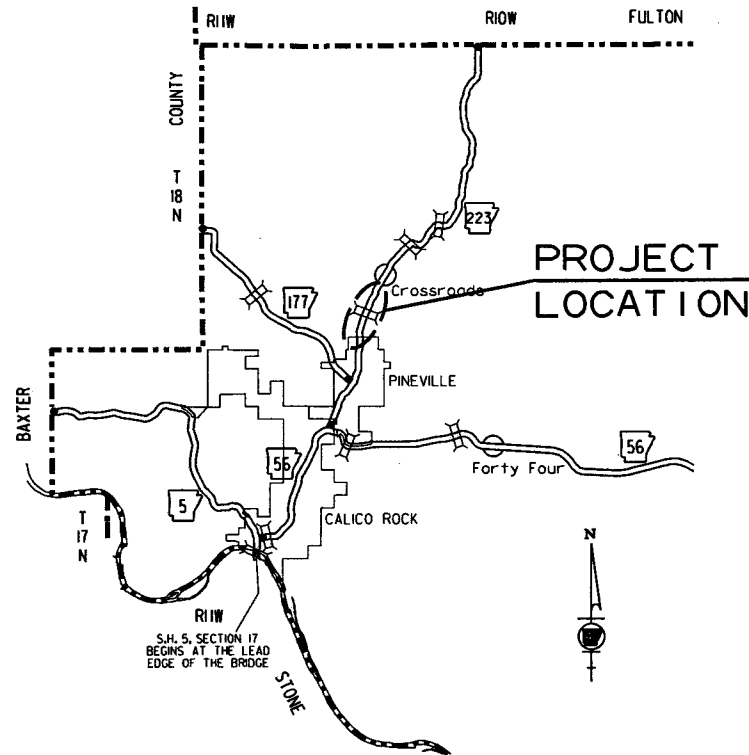 R11W
R10W
FULTON
COUNTY
T
18
N
223
PROJECT
LOCATION
Crossroads
177
PINEVILLE
BAXTER
56
Forty Four
56
5
CALICO ROCK
T
17
N
N
R11W
S.H. 5, SECTION 17
BEGINS AT THE LEAD
EDGE OF THE BRIDGE
STONE